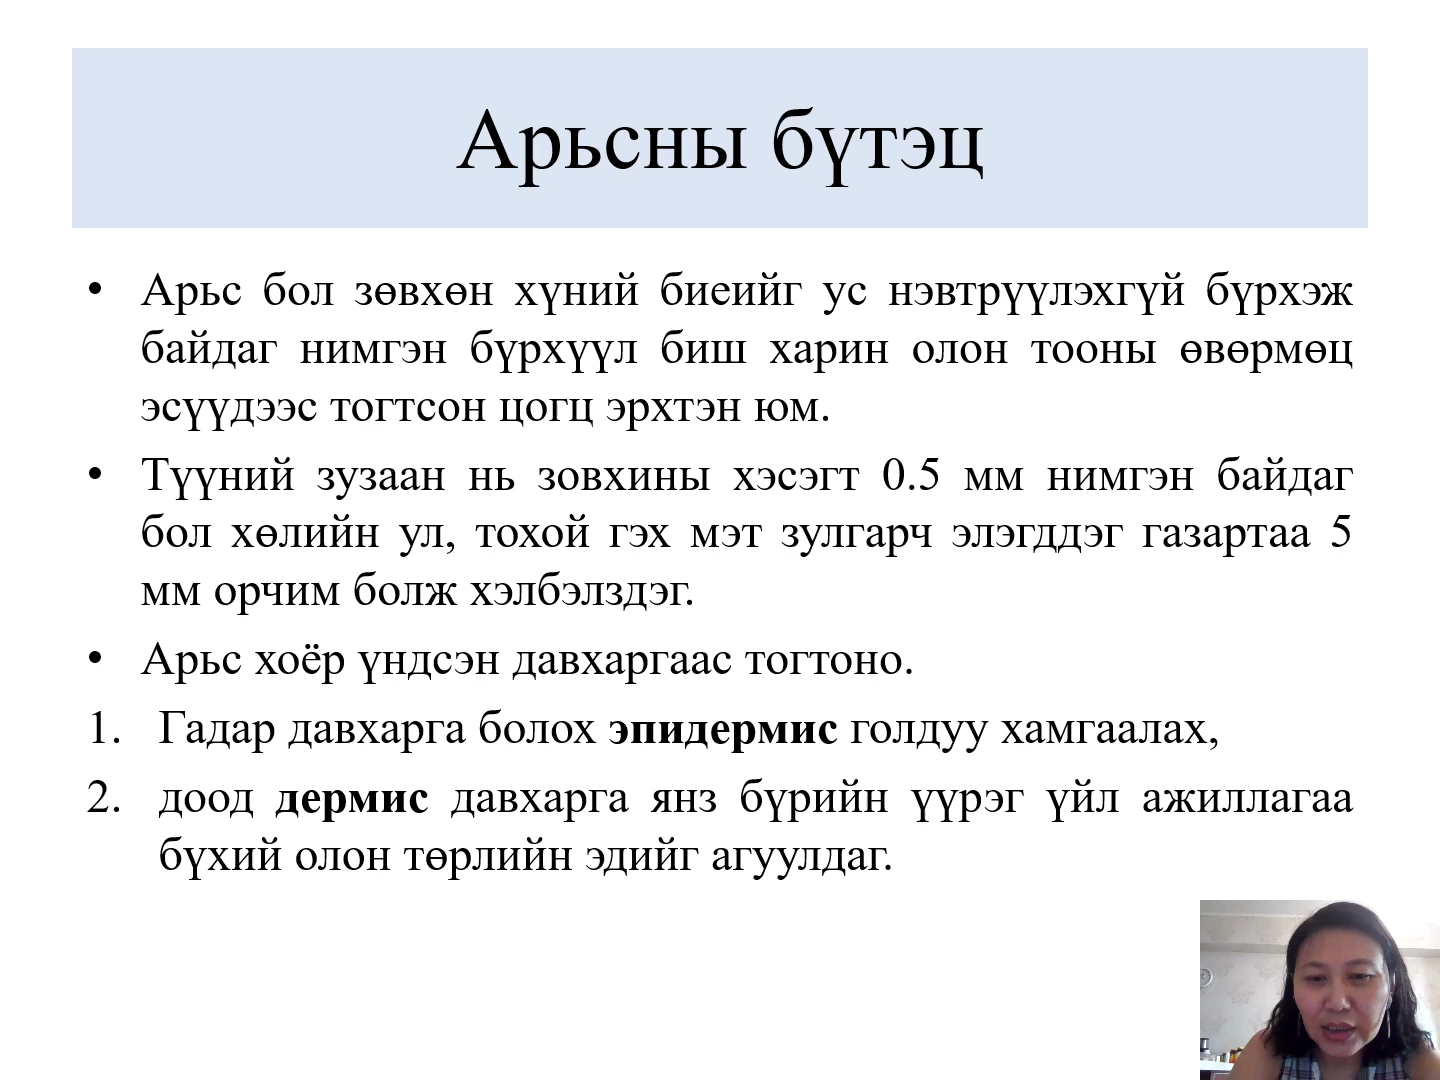 Арьсны бүтэц
• Арьс бол зөвхөн хүний биеийг ус нэвтрүүлэхгүй бүрхэж
байдаг нимгэн бүрхүүл биш харин олон тооны өвөрмөц
эсүүдээс тогтсон цогц эрхтэн юм.
• Түүний зузаан нь зовхины хэсэгт 0.5 мм нимгэн байдаг
бол хөлийн ул, тохой гэх мэт зулгарч элэгддэг газартаа 5
мм орчим болж хэлбэлздэг.
• Арьс хоёр үндсэн давхаргаас тогтоно.
1. Гадар давхарга болох эпидермис голдуу хамгаалах,
2. доод дермис давхарга янз бүрийн үүрэг үйл ажиллагаа
бүхий олон төрлийн эдийг агуулдаг.